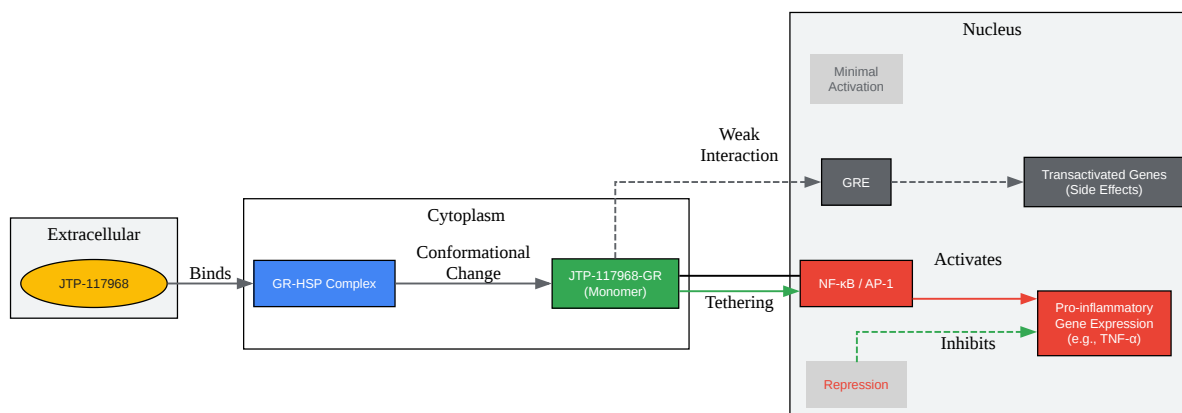 Nucleus
Minimal
Activation
Weak
Interaction
GRE
Transactivated Genes
(Side Effects)
Cytoplasm
Extracellular
JTP-117968
Binds
GR-HSP Complex
Conformational
Change
JTP-117968-GR
(Monomer)
Tethering
NF-κB / AP-1
Activates
Pro-inflammatory
Gene Expression
(e.g., TNF-α)
Inhibits
Repression